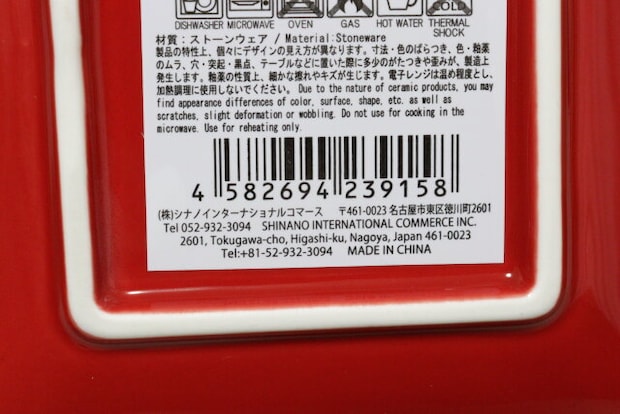 DISHWASHER MICROWAVE OVEN GAS HOT WATER THERMAL SHOCK
材質：ストーンウェア / Material:Stoneware
製品の特性上、個々にデザインの見え方が異なります。寸法・色のばらつき、色・釉薬
のムラ、穴・突起・黒点、テーブルなどに置いた際に多少のがたつきや歪みが、製造上
発生します。釉薬の性質上、細かな擦れやキズが生じます。電子レンジは温め程度とし、
加熱調理に使用しないでください。 Due to the nature of ceramic products, you may
find appearance differences of color, surface, shape, etc. as well as
scratches, slight deformation or wobbling. Do not use for cooking in the
microwave. Use for reheating only.
4 582694 239158
(株)シナノインターナショナルコマース 〒461-0023 名古屋市東区徳川町2601
Tel 052-932-3094 SHINANO INTERNATIONAL COMMERCE INC.
2601, Tokugawa-cho, Higashi-ku, Nagoya, Japan 461-0023
Tel:+81-52-932-3094 MADE IN CHINA